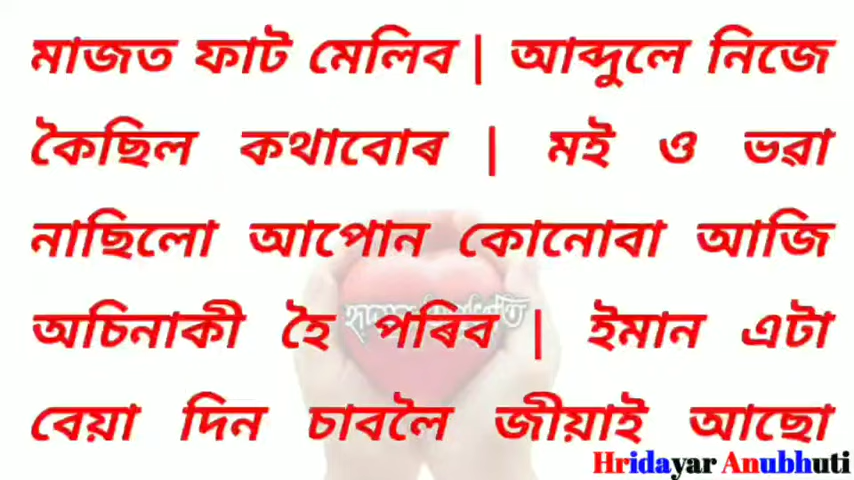 মাজত ফাট মেলিব | আব্দুলে নিজে
কৈছিল কথাবোৰ | মই ও ভৱা
নাছিলো আপোন কোনোবা আজি
অচিনাকী হৈ পৰিব | ইমান এটা
বেয়া দিন চাবলৈ জীয়াই আছো
Hridayar Anubhuti